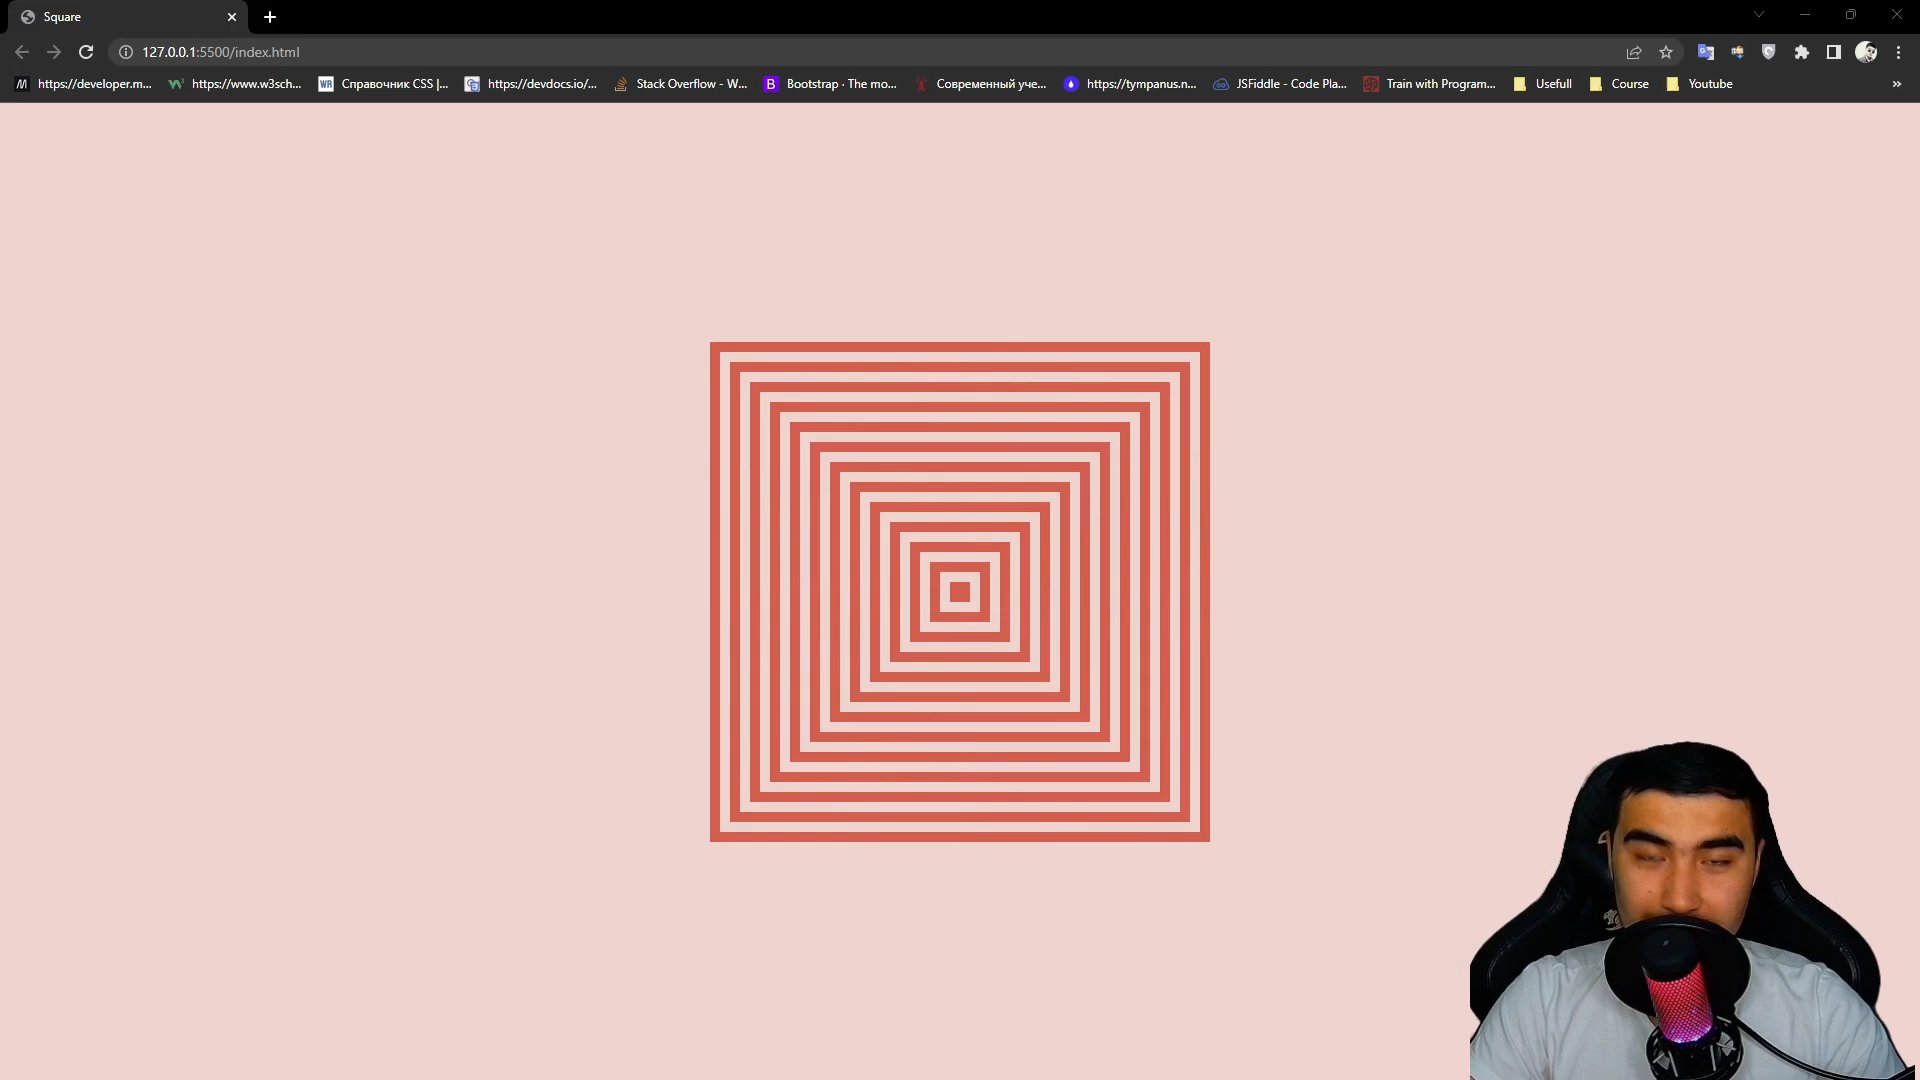 Square
127.0.0.1:5500/index.html
https://developer.m... https://www.w3sch... Справочник CSS |... https://devdocs.io/... Stack Overflow - W... Bootstrap · The mo... Современный уче... https://tympanus.n... JSFiddle - Code Pla... Train with Program... Usefull Course Youtube »